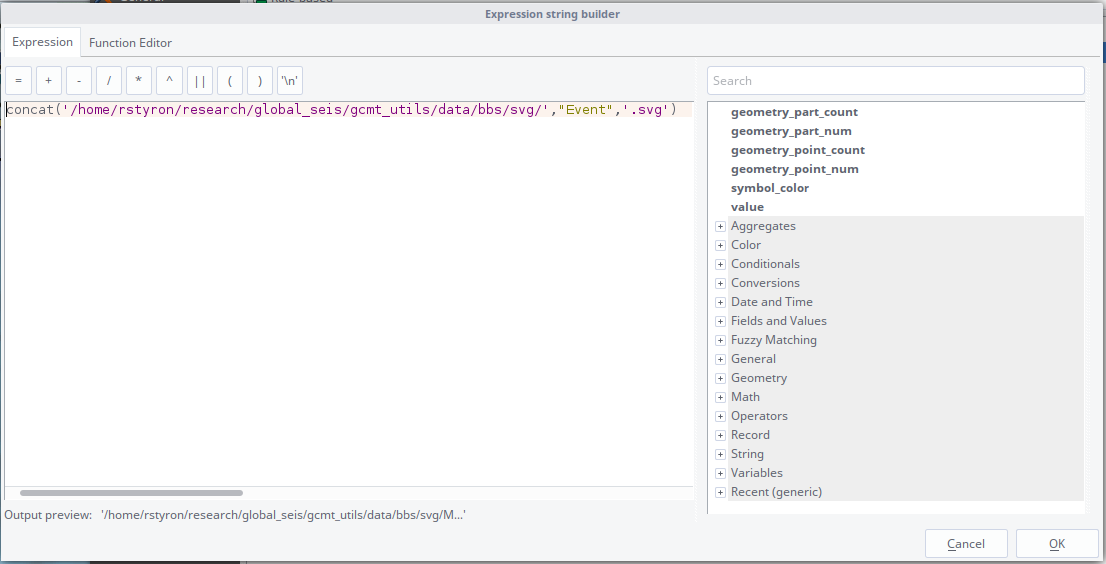 Expression string builder
Expression Function Editor
= + - / * ^ || ( ) '\n'
Search
concat('/home/rstyron/research/global_seis/gcmt_utils/data/bbs/svg/',"Event",'.svg')
geometry_part_count
geometry_part_num
geometry_point_count
geometry_point_num
symbol_color
value
Aggregates
Color
Conditionals
Conversions
Date and Time
Fields and Values
Fuzzy Matching
General
Geometry
Math
Operators
Record
String
Variables
Recent (generic)
Output preview: '/home/rstyron/research/global_seis/gcmt_utils/data/bbs/svg/M...'
Cancel OK